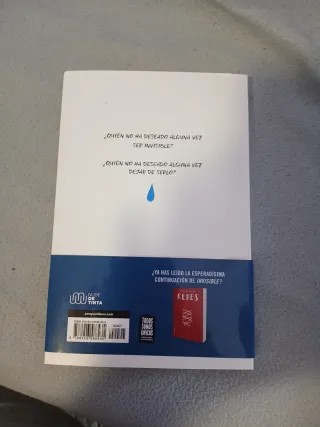 ¿QUIÉN NO HA DESEADO ALGUNA VEZ
SER INVISIBLE?
¿QUIÉN NO HA DESEADO ALGUNA VEZ
DEJAR DE SERLO?
¿YA HAS LEÍDO LA ESPERADÍSIMA
CONTINUACIÓN DE INVISIBLE?
REDES
NUBE
DE
TINTA